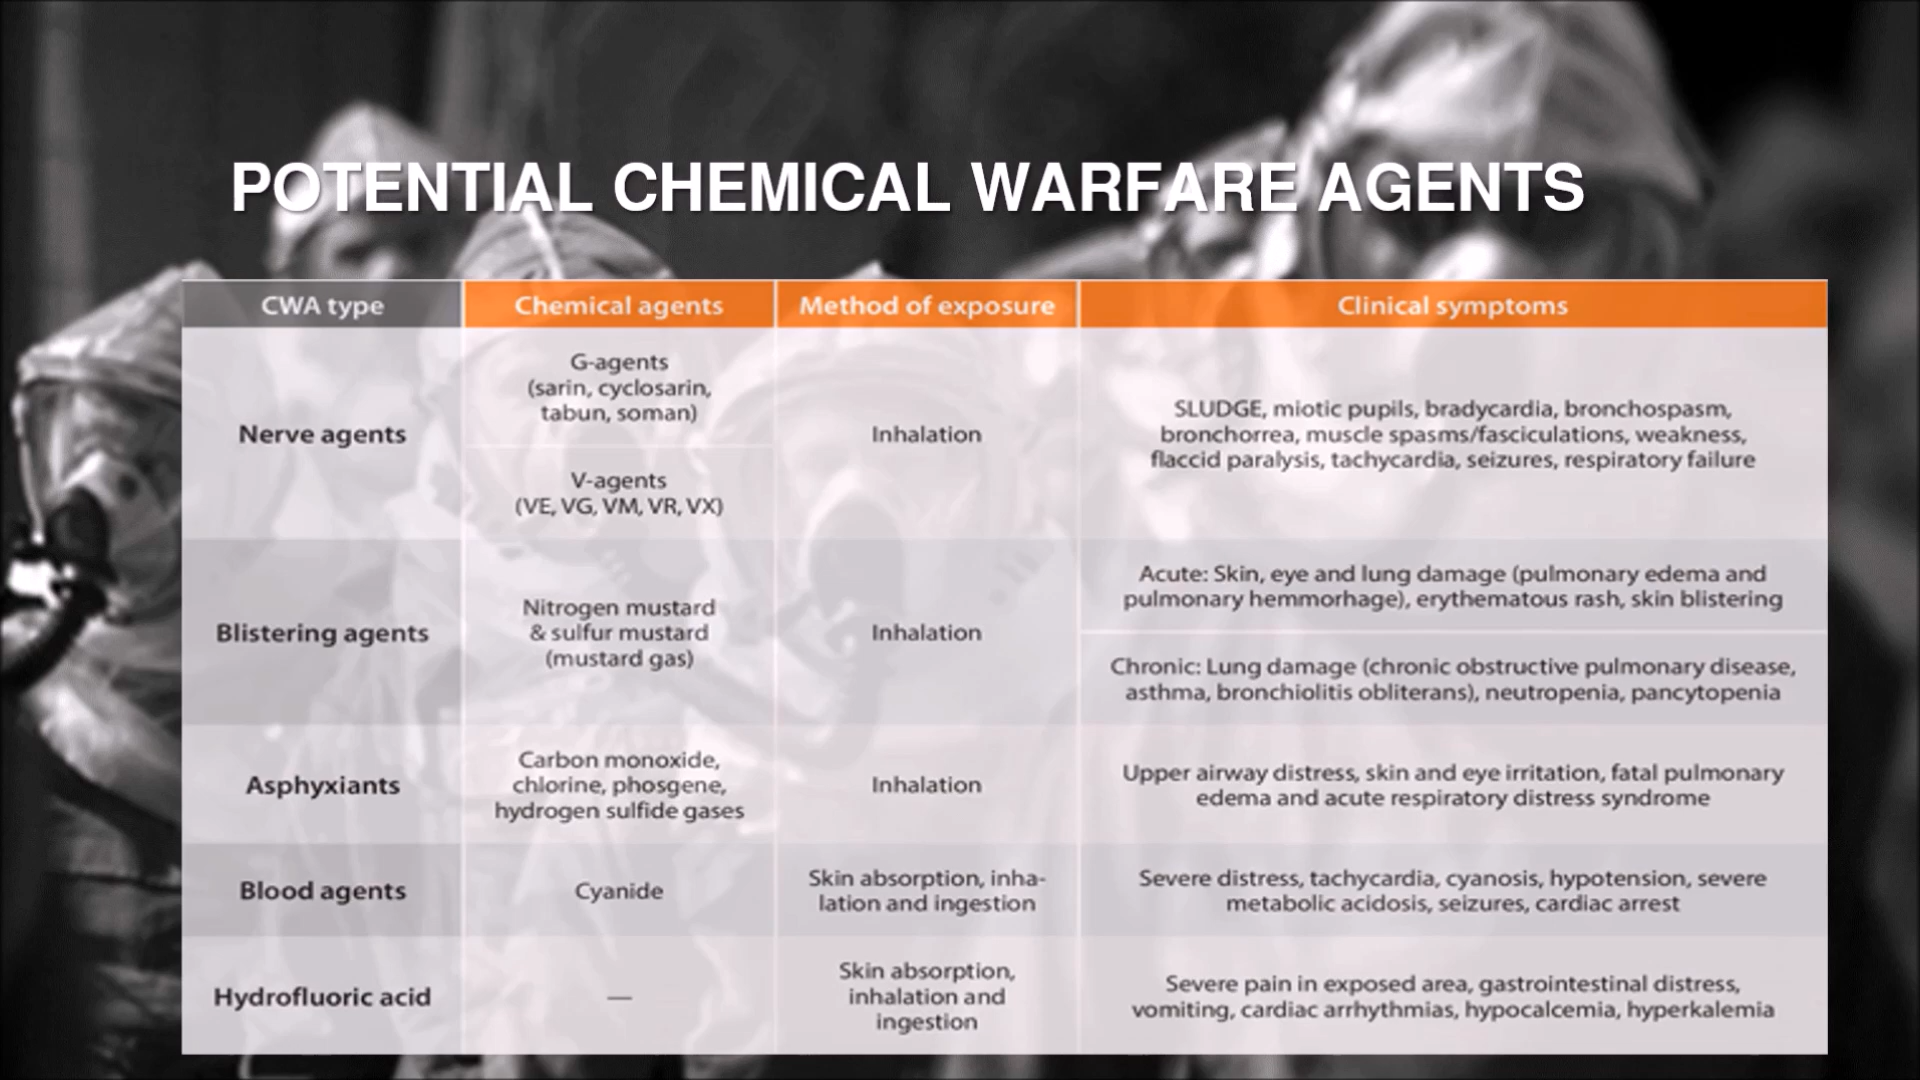 POTENTIAL CHEMICAL WARFARE AGENTS
CWA type
Chemical agents
Method of exposure
Clinical symptoms
Nerve agents
G-agents
(sarin, cyclosarin,
tabun, soman)
V-agents
(VE, VG, VM, VR, VX)
Inhalation
SLUDGE, miotic pupils, bradycardia, bronchospasm,
bronchorrea, muscle spasms/fasciculations, weakness,
flaccid paralysis, tachycardia, seizures, respiratory failure
Blistering agents
Nitrogen mustard
& sulfur mustard
(mustard gas)
Inhalation
Acute: Skin, eye and lung damage (pulmonary edema and
pulmonary hemmorhage), erythematous rash, skin blistering
Chronic: Lung damage (chronic obstructive pulmonary disease,
asthma, bronchiolitis obliterans), neutropenia, pancytopenia
Asphyxiants
Carbon monoxide,
chlorine, phosgene,
hydrogen sulfide gases
Inhalation
Upper airway distress, skin and eye irritation, fatal pulmonary
edema and acute respiratory distress syndrome
Blood agents
Cyanide
Skin absorption, inha-
lation and ingestion
Severe distress, tachycardia, cyanosis, hypotension, severe
metabolic acidosis, seizures, cardiac arrest
Hydrofluoric acid
—
Skin absorption,
inhalation and
ingestion
Severe pain in exposed area, gastrointestinal distress,
vomiting, cardiac arrhythmias, hypocalcemia, hyperkalemia